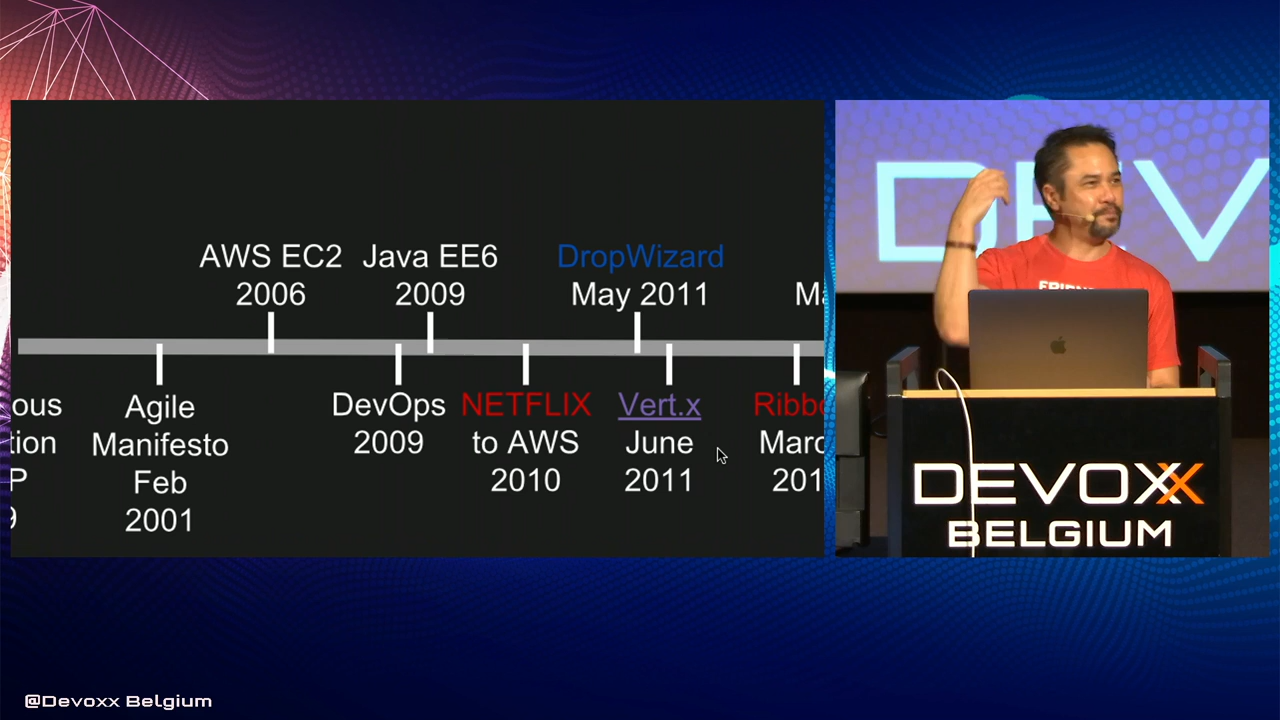 AWS EC2
2006
Java EE6
2009
DropWizard
May 2011
Agile
Manifesto
Feb
2001
DevOps
2009
NETFLIX
to AWS
2010
Vert.x
June
2011
DEVOXX
BELGIUM
@Devoxx Belgium